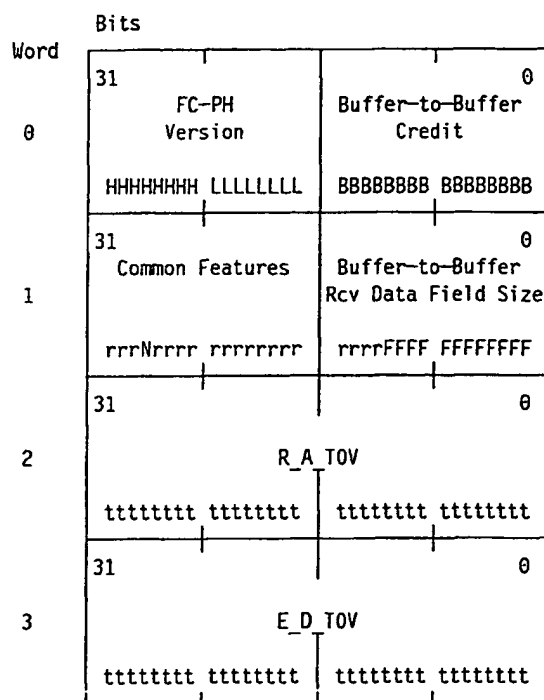 Bits
Word
31 0
FC-PH Buffer-to-Buffer
0 Version Credit
HHHHHHHH LLLLLLLL BBBBBBBB BBBBBBBB
31 0
Common Features Buffer-to-Buffer
1 Rcv Data Field Size
rrrNrrrr rrrrrrrr rrrrFFFF FFFFFFFF
31 0
2 R_A_TOV
tttttttt tttttttt tttttttt tttttttt
31 0
3 E_D_TOV
tttttttt tttttttt tttttttt tttttttt